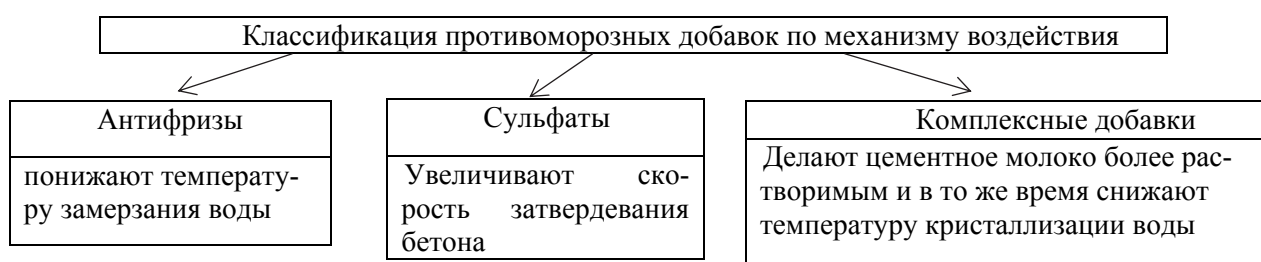 Классификация противоморозных добавок по механизму воздействия
Антифризы
понижают температу-
ру замерзания воды
Сульфаты
Увеличивают ско-
рость затвердевания
бетона
Комплексные добавки
Делают цементное молоко более рас-
творимым и в то же время снижают
температуру кристаллизации воды